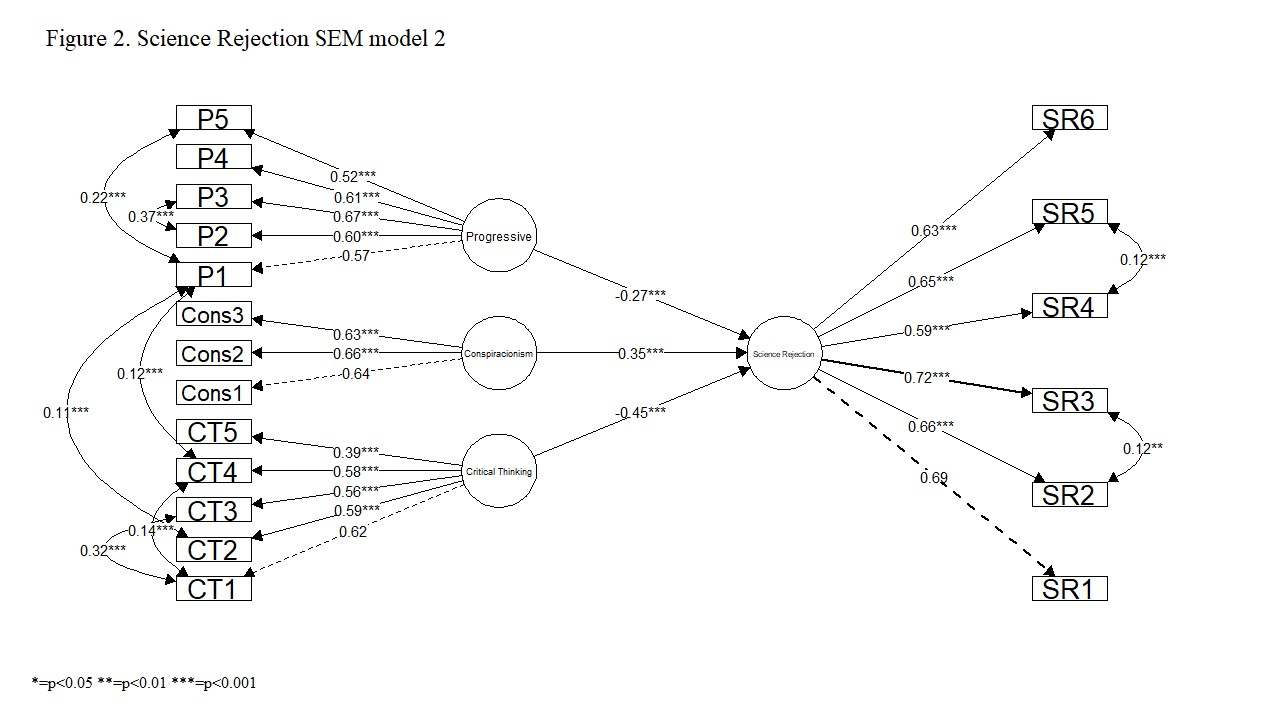 Figure 2. Science Rejection SEM model 2
P5
SR6
P4
0.52***
P3
0.61***
0.22***
0.67***
SR5
0.37***
P2
0.60***
Progressive
0.63***
0.57
0.12***
P1
0.65***
-0.27***
SR4
Cons3
0.63***
0.59***
Cons2
0.66***
Conspiracionism
0.35***
Science Rejection
0.12***
0.64
0.72***
Cons1
SR3
0.11***
-0.45***
0.66***
CT5
0.39***
0.12**
CT4
0.58***
Critical Thinking
0.69
0.56***
SR2
CT3
0.59***
0.14***
0.62
0.32***
CT2
CT1
SR1
*=p<0.05 **=p<0.01 ***=p<0.001